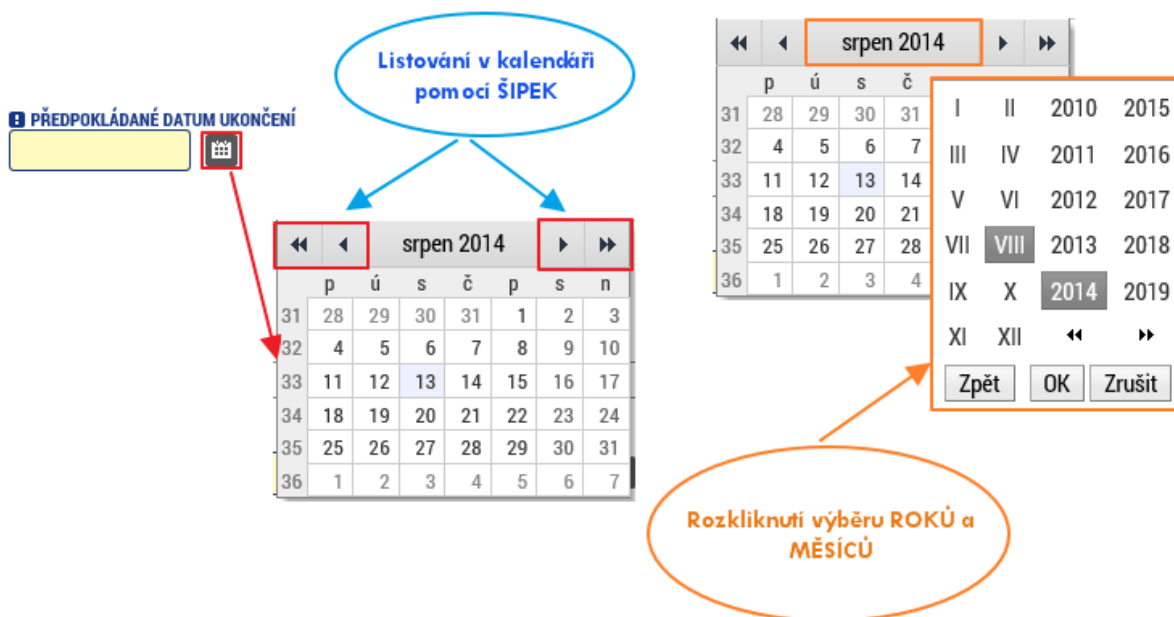 Listování v kalendáři
pomocí ŠIPEK
PŘEDPOKLÁDANÉ DATUM UKONČENÍ
srpen 2014
p ú s č p s n
31 28 29 30 31 1 2 3
32 4 5 6 7 8 9 10
33 11 12 13 14 15 16 17
34 18 19 20 21 22 23 24
35 25 26 27 28 29 30 31
36 1 2 3 4 5 6 7
srpen 2014
p ú s č
31 28 29 30 31
32 4 5 6 7
33 11 12 13 14
34 18 19 20 21
35 25 26 27 28
36 1 2 3 4
I II 2010 2015
III IV 2011 2016
V VI 2012 2017
VII VIII 2013 2018
IX X 2014 2019
XI XII
Zpět OK Zrušit
Rozkliknutí výběru ROKŮ a
MĚSÍCŮ